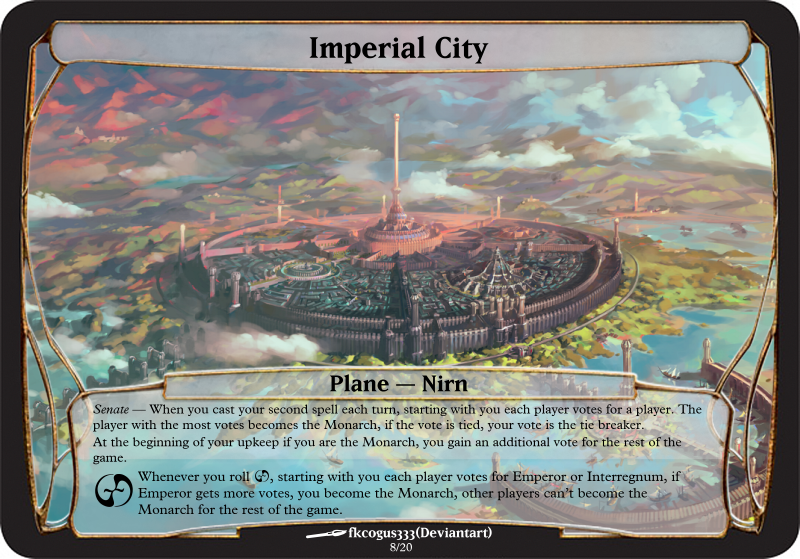 Imperial City
Plane — Nirn
Senate — When you cast your second spell each turn, starting with you each player votes for a player. The
player with the most votes becomes the Monarch, if the vote is tied, your vote is the tie breaker.
At the beginning of your upkeep if you are the Monarch, you gain an additional vote for the rest of the
game.
Whenever you roll , starting with you each player votes for Emperor or Interregnum, if
Emperor gets more votes, you become the Monarch, other players can't become the
Monarch for the rest of the game.
fkcogus333(Deviantart)
8/20